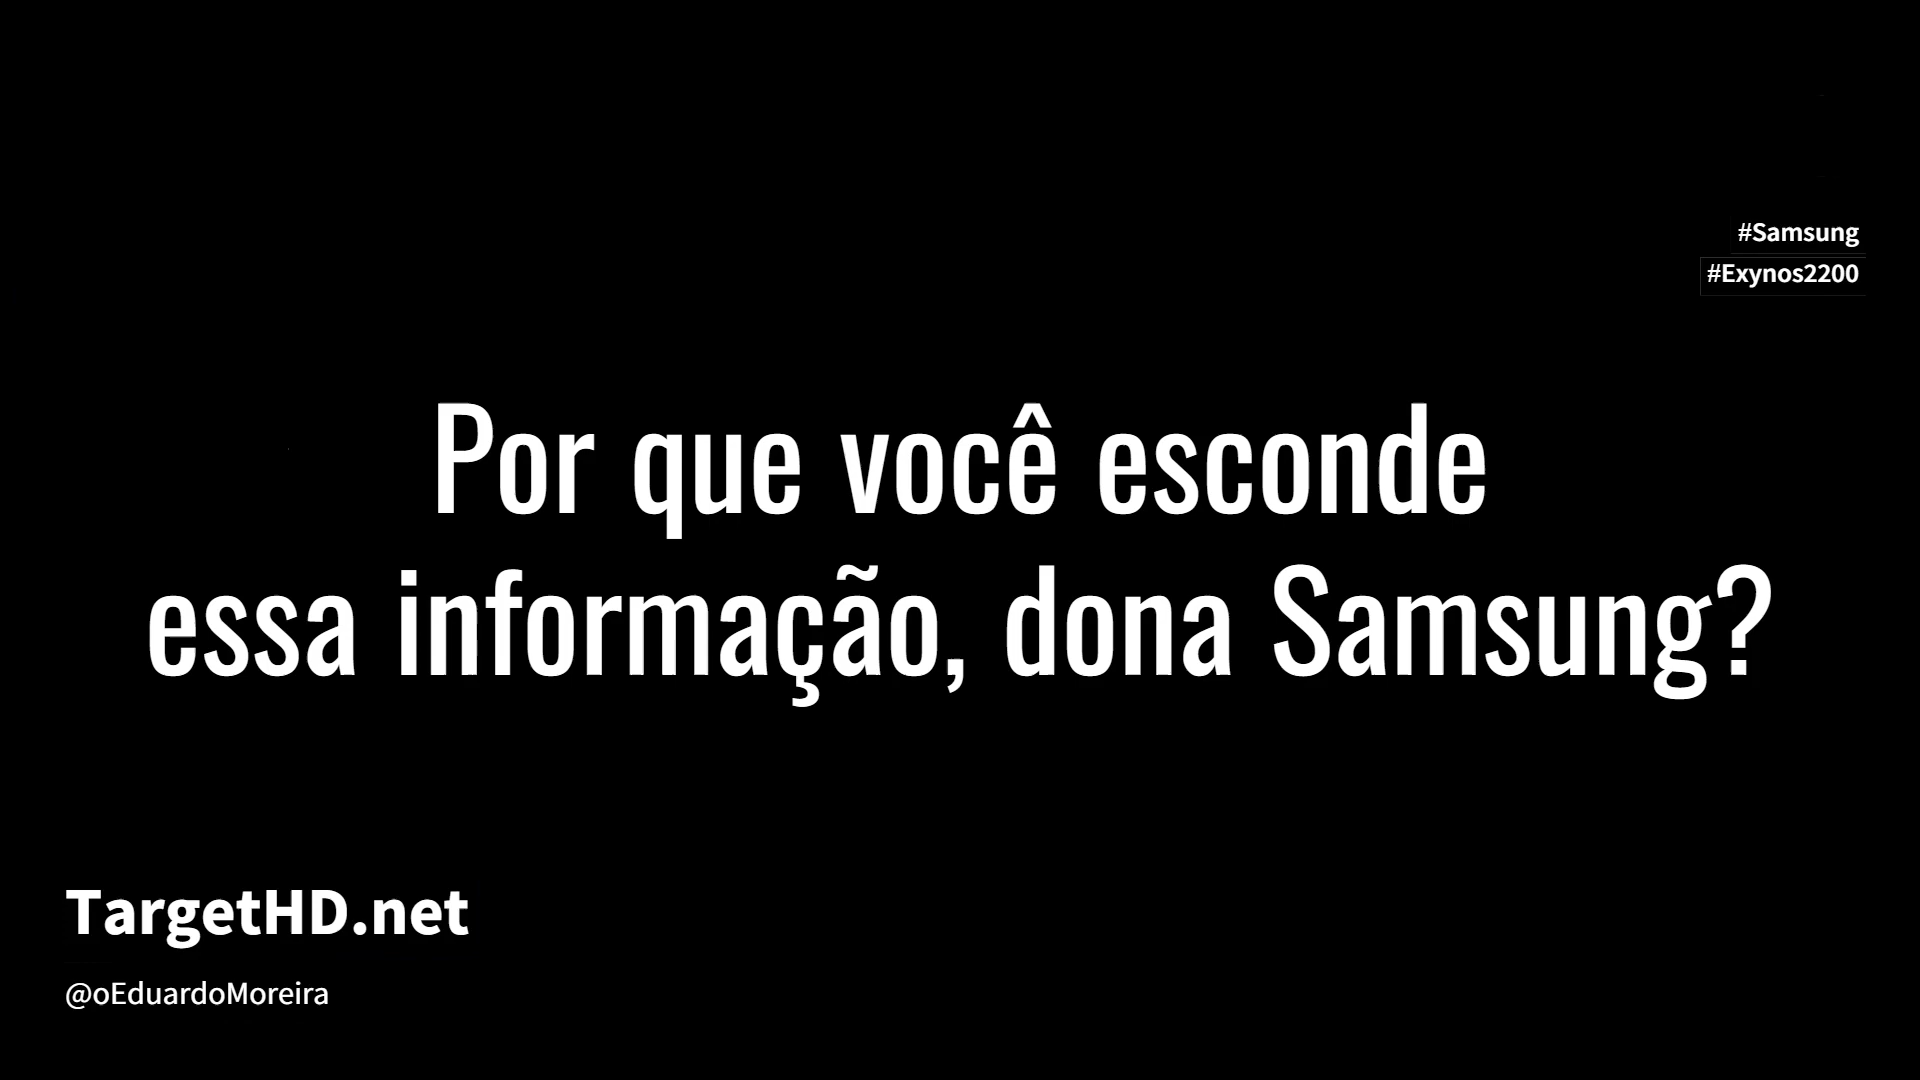 #Samsung
#Exynos2200
Por que você esconde
essa informação, dona Samsung?
TargetHD.net
@oEduardoMoreira